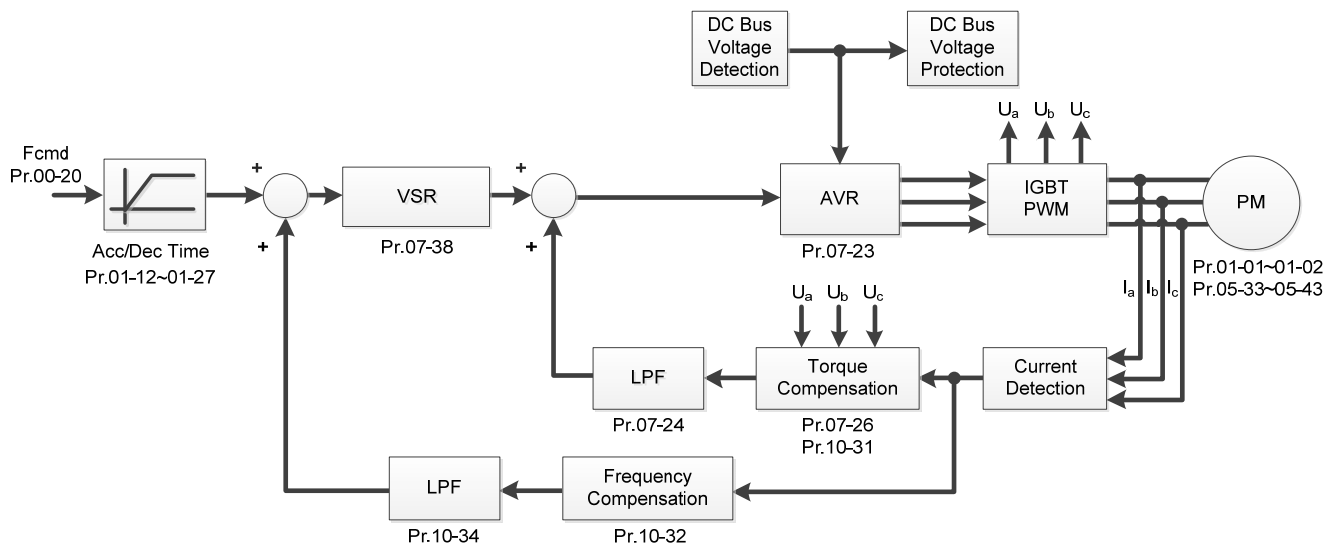 DC Bus
Voltage
Detection
DC Bus
Voltage
Protection
Ua Ub Uc
Fcmd
Pr.00-20
+
+
VSR
+
+
AVR
IGBT
PWM
PM
Acc/Dec Time
Pr.01-12~01-27
Pr.07-38
Pr.07-23
Pr.01-01~01-02
Pr.05-33~05-43
Ia Ib Ic
Ua Ub Uc
LPF
Torque
Compensation
Current
Detection
Pr.07-24
Pr.07-26
Pr.10-31
LPF
Frequency
Compensation
Pr.10-34
Pr.10-32